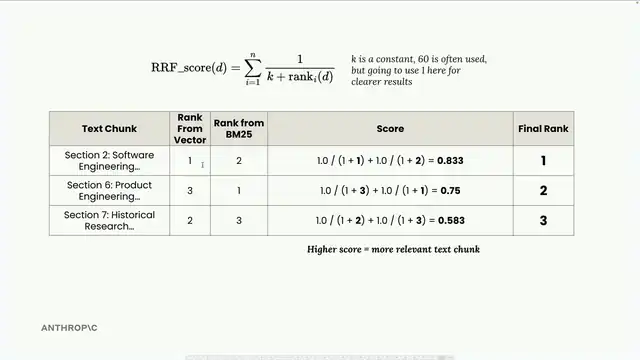 RRF_score(d) = \sum_{i=1}^{n} \frac{1}{k + rank_i(d)}
k is a constant, 60 is often used,
but going to use 1 here for
clearer results
Text Chunk | Rank From Vector | Rank from BM25 | Score | Final Rank
Section 2: Software Engineering... | 1 | 2 | 1.0 / (1 + 1) + 1.0 / (1 + 2) = 0.833 | 1
Section 6: Product Engineering... | 3 | 1 | 1.0 / (1 + 3) + 1.0 / (1 + 1) = 0.75 | 2
Section 7: Historical Research... | 2 | 3 | 1.0 / (1 + 2) + 1.0 / (1 + 3) = 0.583 | 3
Higher score = more relevant text chunk
ANTHROP\C